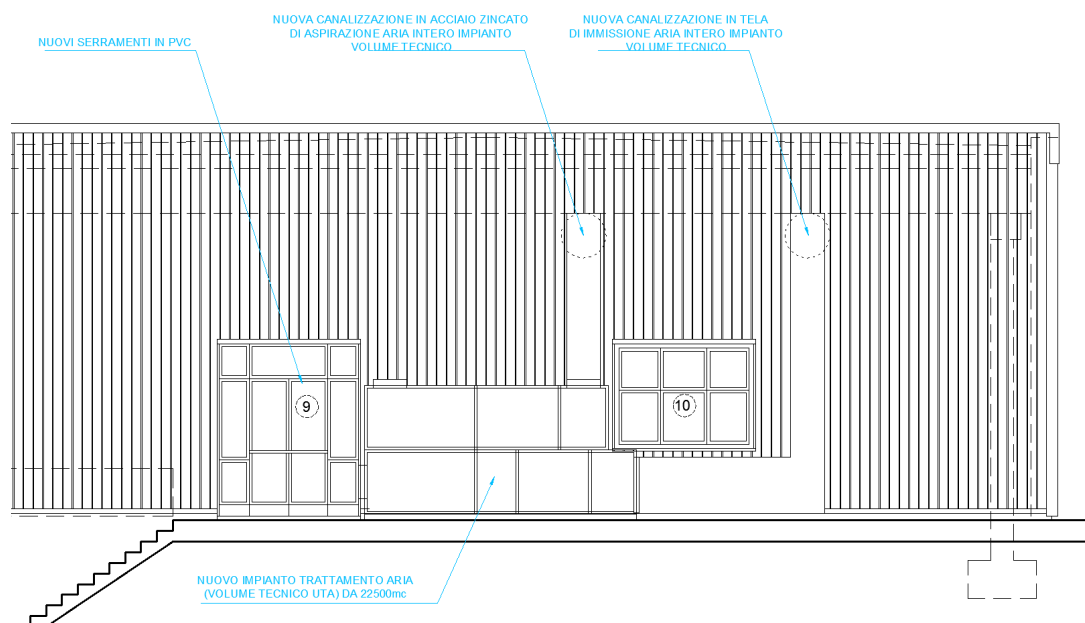 NUOVA CANALIZZAZIONE IN ACCIAIO ZINCATO
DI ASPIRAZIONE ARIA INTERO IMPIANTO
VOLUME TECNICO
NUOVA CANALIZZAZIONE IN TELA
DI IMMISSIONE ARIA INTERO IMPIANTO
VOLUME TECNICO
NUOVI SERRAMENTI IN PVC
9
10
NUOVO IMPIANTO TRATTAMENTO ARIA
(VOLUME TECNICO UTA) DA 22500mc